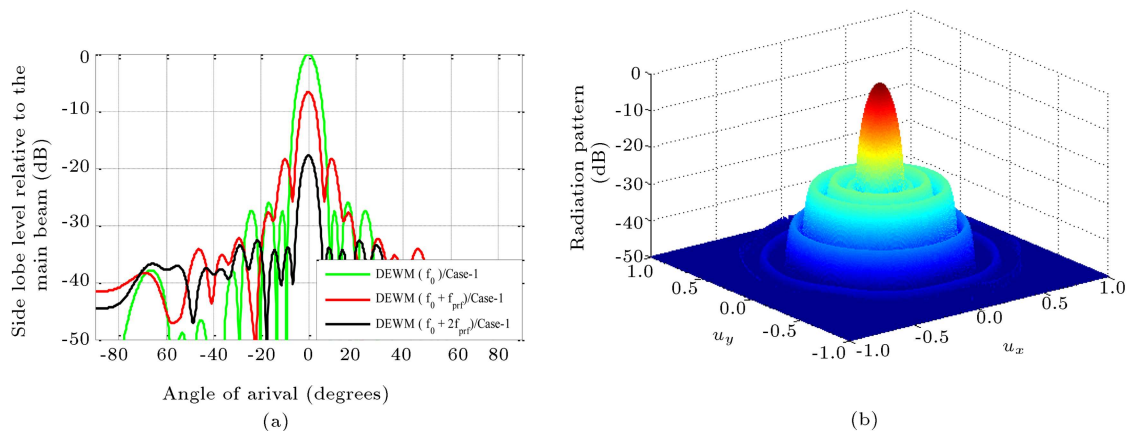 Side lobe level relative to the
main beam (dB)
0
-10
-20
-30
-40
-50
-80 -60 -40 -20 0 20 40 60 80
DEWM ( f0 )/Case-1
DEWM ( f0 + fprf)/Case-1
DEWM ( f0 + 2fprf)/Case-1
Angle of arival (degrees)
(a)
Radiation pattern
(dB)
0
-10
-20
-30
-40
-50
1.0
0.5
0.0
-0.5
-1.0
uy
-1.0
-0.5
0.0
0.5
1.0
ux
(b)